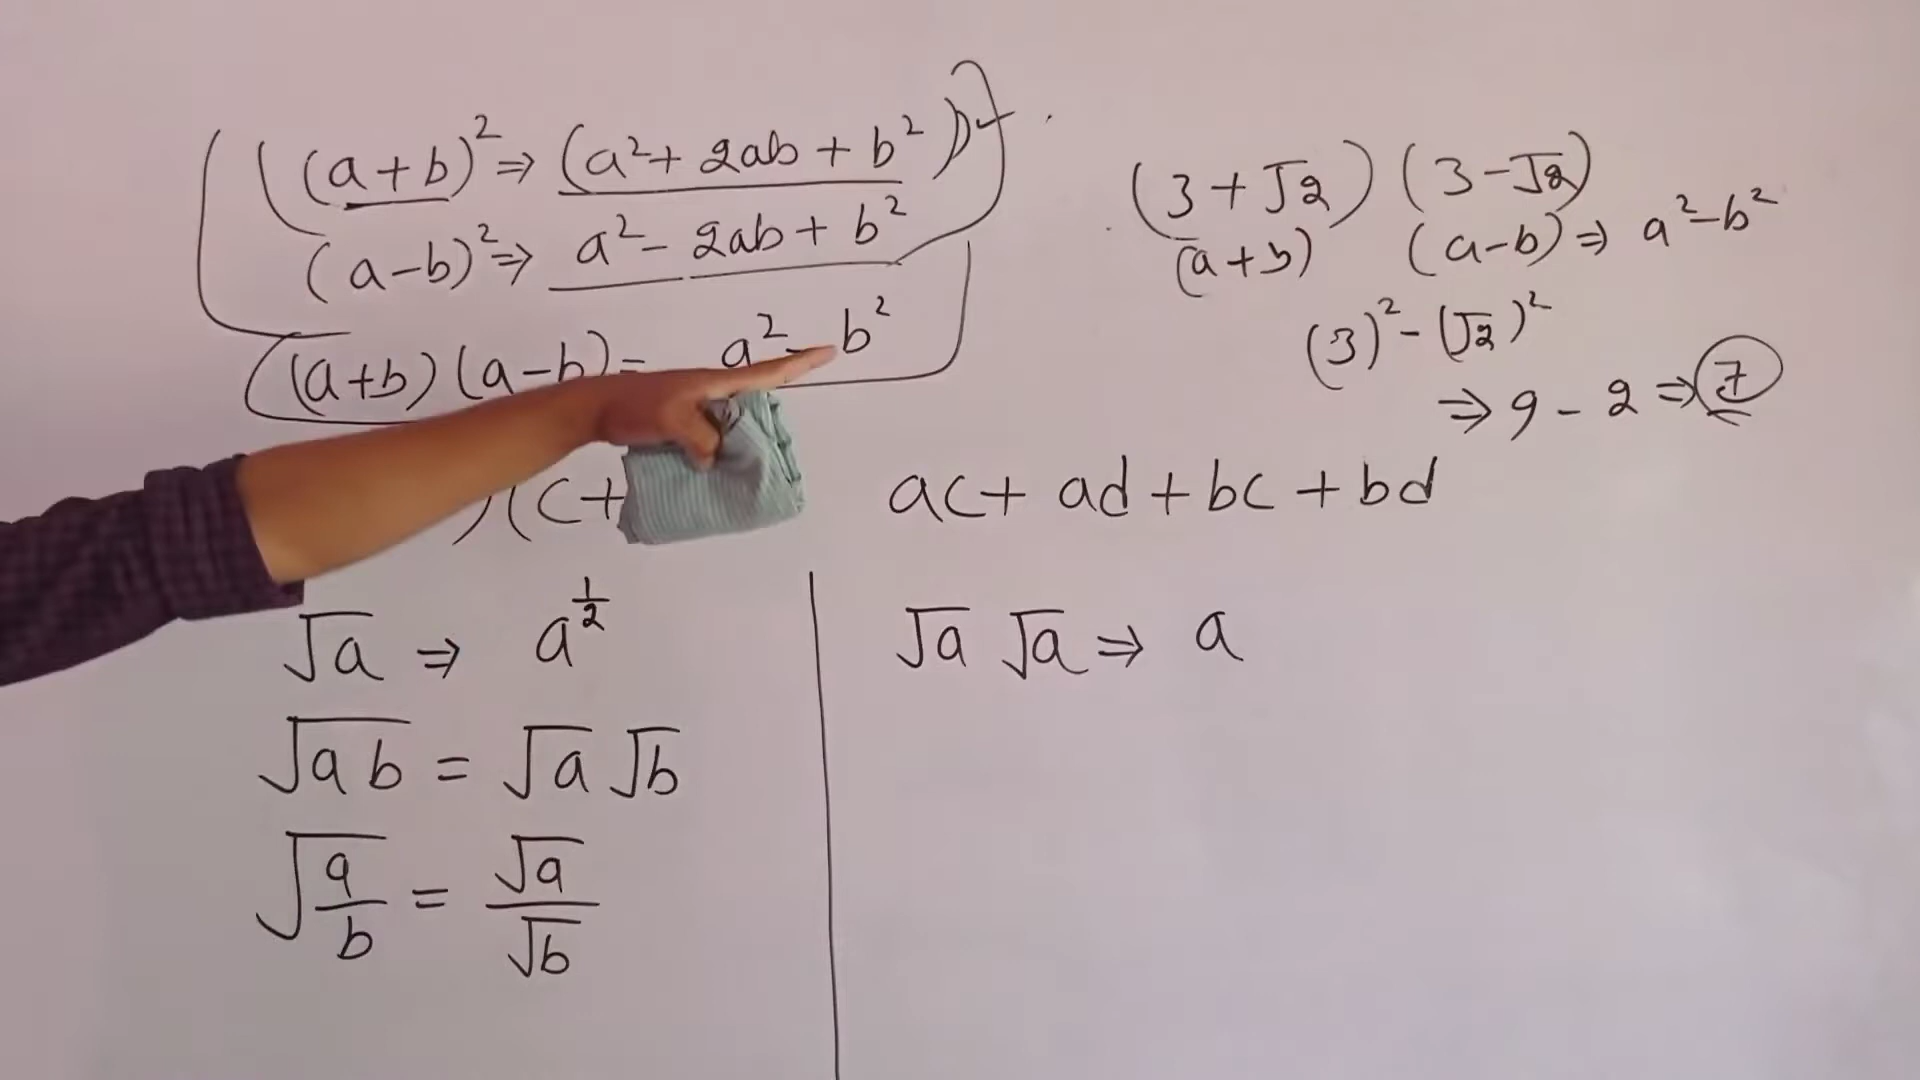 (a+b)² ⇒ (a²+ 2ab + b²)
(a-b)² ⇒ a² - 2ab + b²
(a+b) (a-b) = a² - b²
)(c+ ac + ad + bc + bd
√a ⇒ a^½
√ab = √a √b
√(a/b) = √a/√b
√a √a ⇒ a
(3+√2) (3-√2)
(a+b) (a-b) ⇒ a²-b²
(3)² - (√2)²
⇒ 9 - 2 ⇒ 7